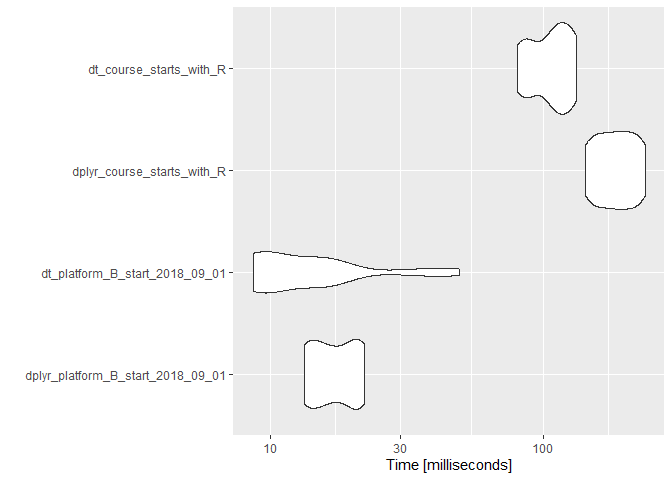 dt_course_starts_with_R
dplyr_course_starts_with_R
dt_platform_B_start_2018_09_01
dplyr_platform_B_start_2018_09_01
10 30 100
Time [milliseconds]